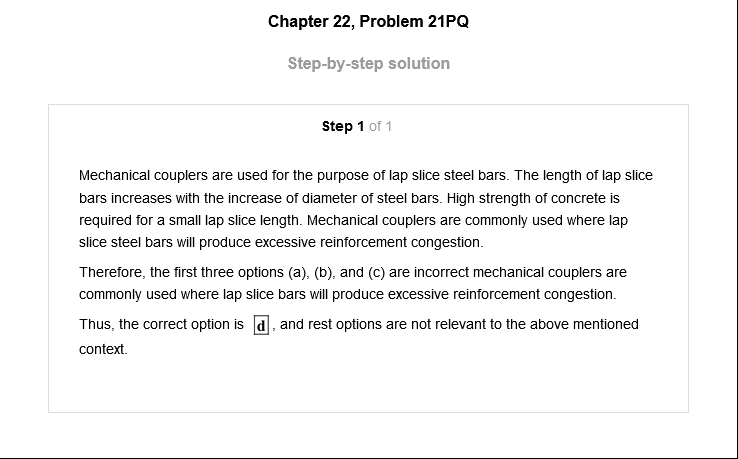 Chapter 22, Problem 21PQ
Step-by-step solution
Step 1 of 1
Mechanical couplers are used for the purpose of lap slice steel bars. The length of lap slice
bars increases with the increase of diameter of steel bars. High strength of concrete is
required for a small lap slice length. Mechanical couplers are commonly used where lap
slice steel bars will produce excessive reinforcement congestion.
Therefore, the first three options (a), (b), and (c) are incorrect mechanical couplers are
commonly used where lap slice bars will produce excessive reinforcement congestion.
Thus, the correct option is d, and rest options are not relevant to the above mentioned
context.